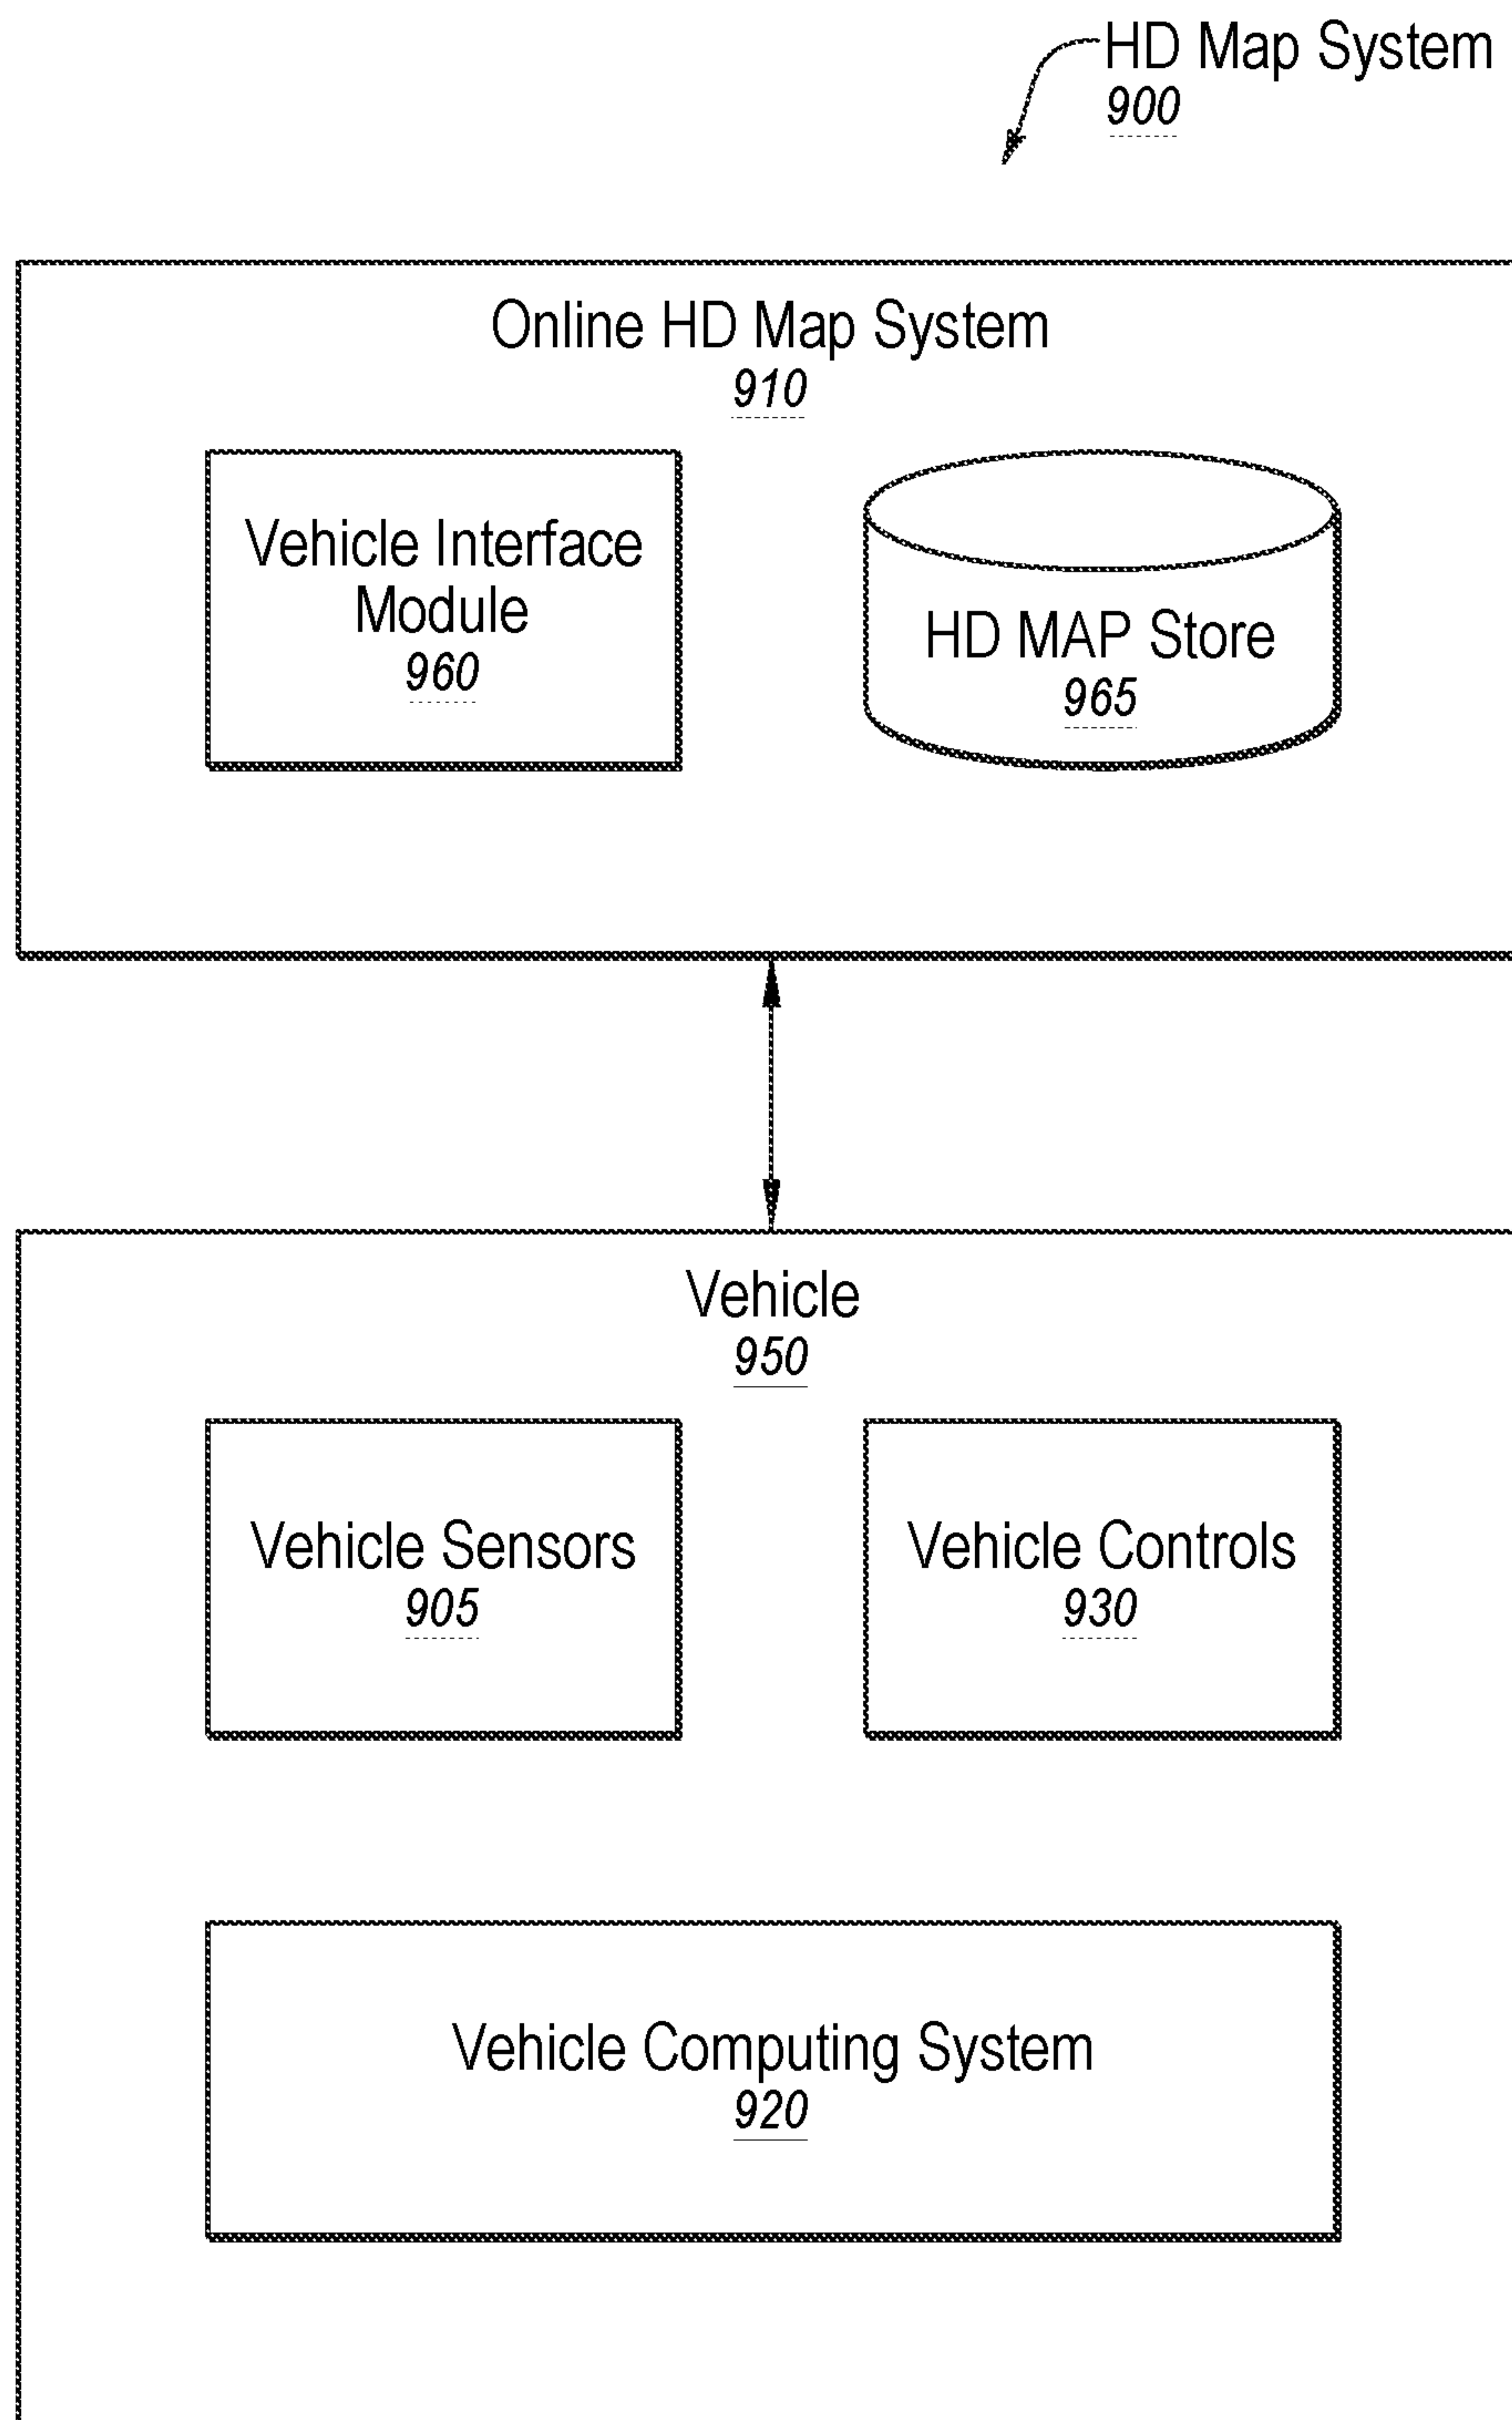 HD Map System
900
Online HD Map System
910
Vehicle Interface
Module
960
HD MAP Store
965
Vehicle
950
Vehicle Sensors
905
Vehicle Controls
930
Vehicle Computing System
920